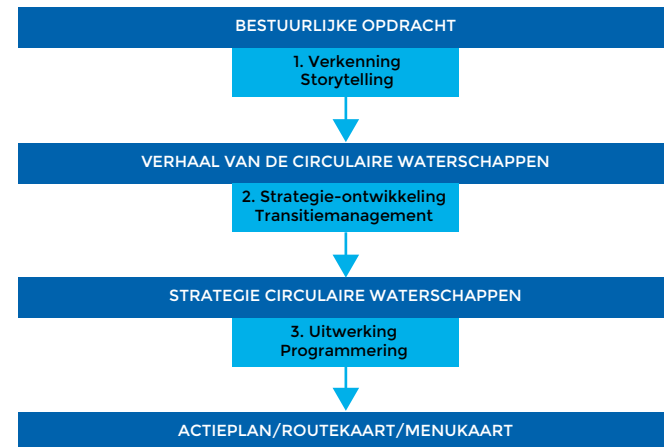 BESTUURLIJKE OPDRACHT
1. Verkenning
Storytelling
VERHAAL VAN DE CIRCULAIRE WATERSCHAPPEN
2. Strategie-ontwikkeling
Transitiemanagement
STRATEGIE CIRCULAIRE WATERSCHAPPEN
3. Uitwerking
Programmering
ACTIEPLAN/ROUTEKAART/MENUKAART